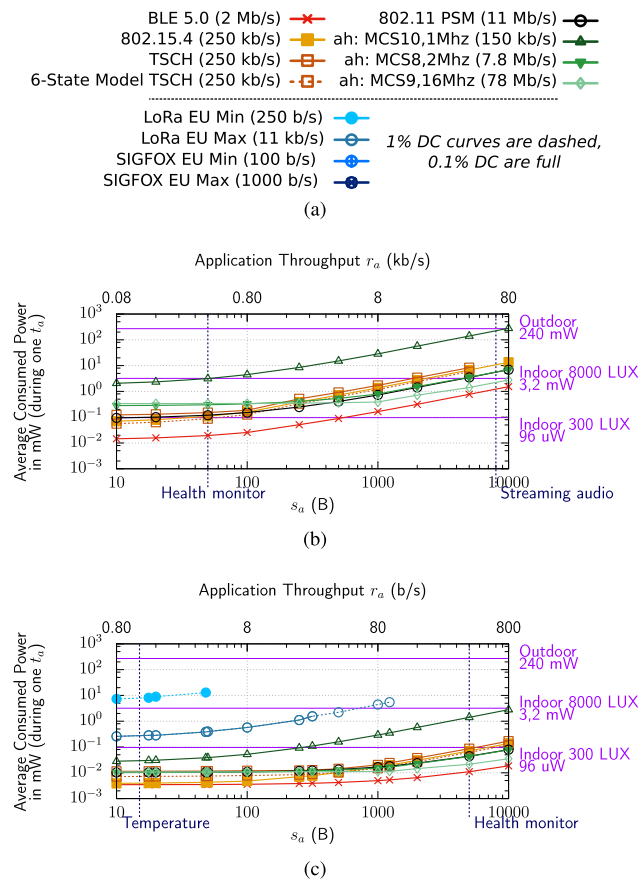 BLE 5.0 (2 Mb/s)
802.15.4 (250 kb/s)
TSCH (250 kb/s)
6-State Model TSCH (250 kb/s)
802.11 PSM (11 Mb/s)
ah: MCS10,1Mhz (150 kb/s)
ah: MCS8,2Mhz (7.8 Mb/s)
ah: MCS9,16Mhz (78 Mb/s)
LoRa EU Min (250 b/s)
LoRa EU Max (11 kb/s)
SIGFOX EU Min (100 b/s)
SIGFOX EU Max (1000 b/s)
1% DC curves are dashed,
0.1% DC are full
(a)
Application Throughput r_a (kb/s)
0.08 0.80 8 80
Average Consumed Power
in mW (during one t_a)
10^3
10^2
10^1
10^0
10^-1
10^-2
10^-3
Outdoor
240 mW
Indoor 8000 LUX
3,2 mW
Indoor 300 LUX
96 uW
10 100 1000 10000
Health monitor
Streaming audio
s_a (B)
(b)
Application Throughput r_a (b/s)
0.80 8 80 800
Average Consumed Power
in mW (during one t_a)
10^3
10^2
10^1
10^0
10^-1
10^-2
10^-3
Outdoor
240 mW
Indoor 8000 LUX
3,2 mW
Indoor 300 LUX
96 uW
10 100 1000 10000
Temperature
Health monitor
s_a (B)
(c)